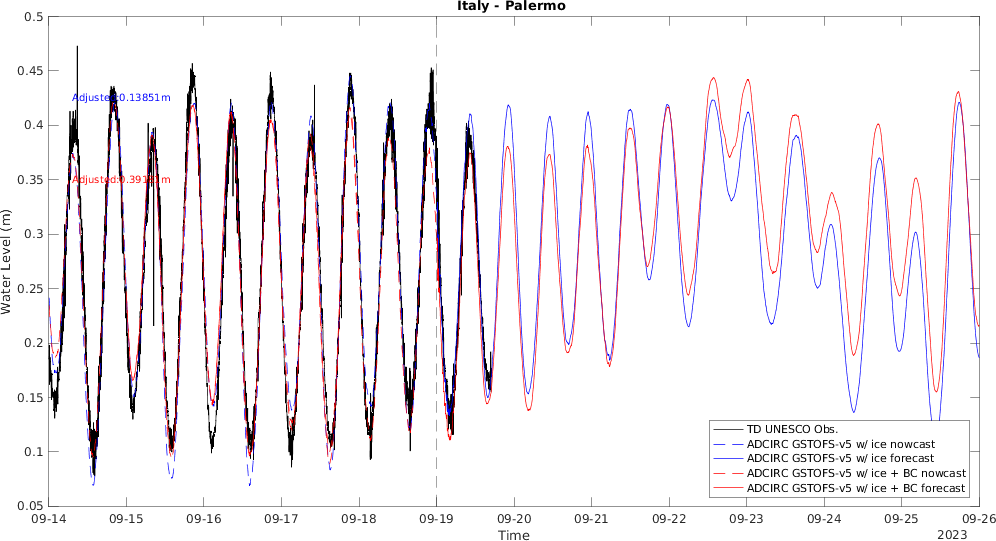 Italy - Palermo
0.5
0.45
0.4
0.35
0.3
0.25
0.2
0.15
0.1
0.05
Water Level (m)
Adjusted:0.13851m
09-14 09-15 09-16 09-17 09-18 09-19 09-20 09-21 09-22 09-23 09-24 09-25 09-26
Time
2023
TD UNESCO Obs.
ADCIRC GSTOFS-v5 w/ ice nowcast
ADCIRC GSTOFS-v5 w/ ice forecast
ADCIRC GSTOFS-v5 w/ ice + BC nowcast
ADCIRC GSTOFS-v5 w/ ice + BC forecast